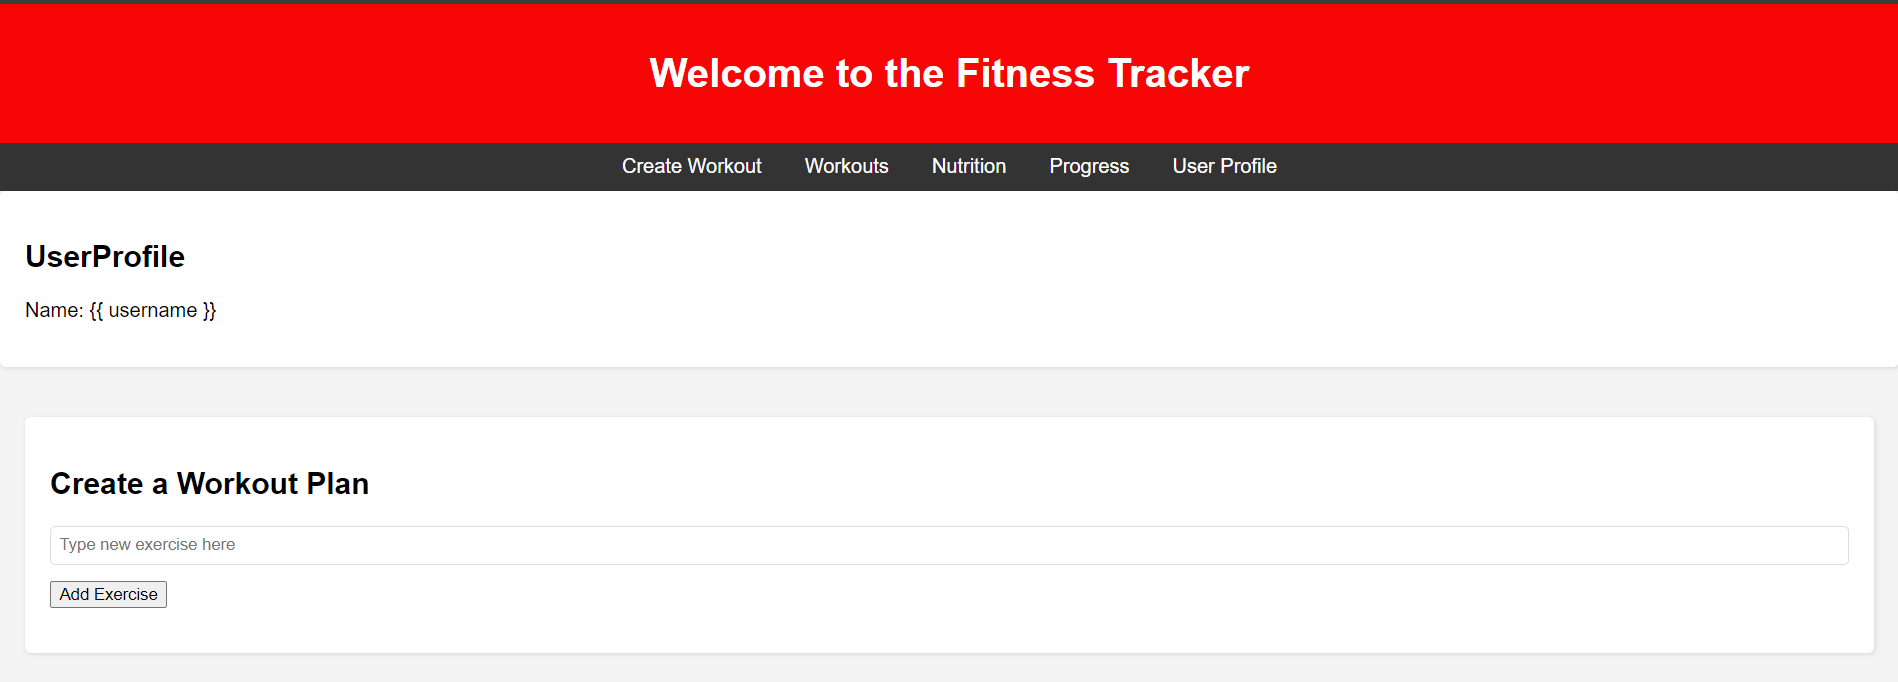 Welcome to the Fitness Tracker
Create Workout Workouts Nutrition Progress User Profile
UserProfile
Name: {{ username }}
Create a Workout Plan
Type new exercise here
Add Exercise